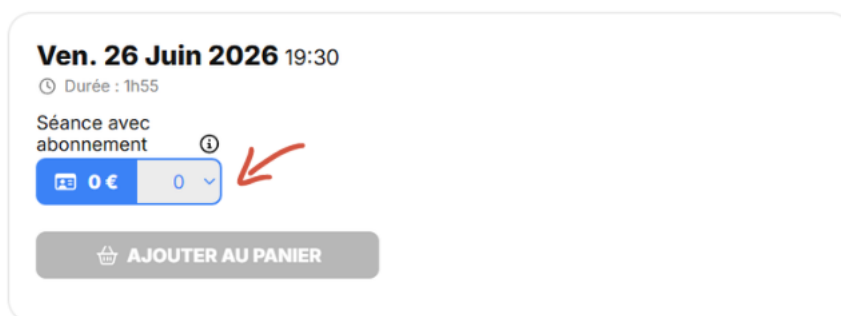 Ven. 26 Juin 2026 19:30
Durée : 1h55
Séance avec
abonnement
0 € 0
AJOUTER AU PANIER